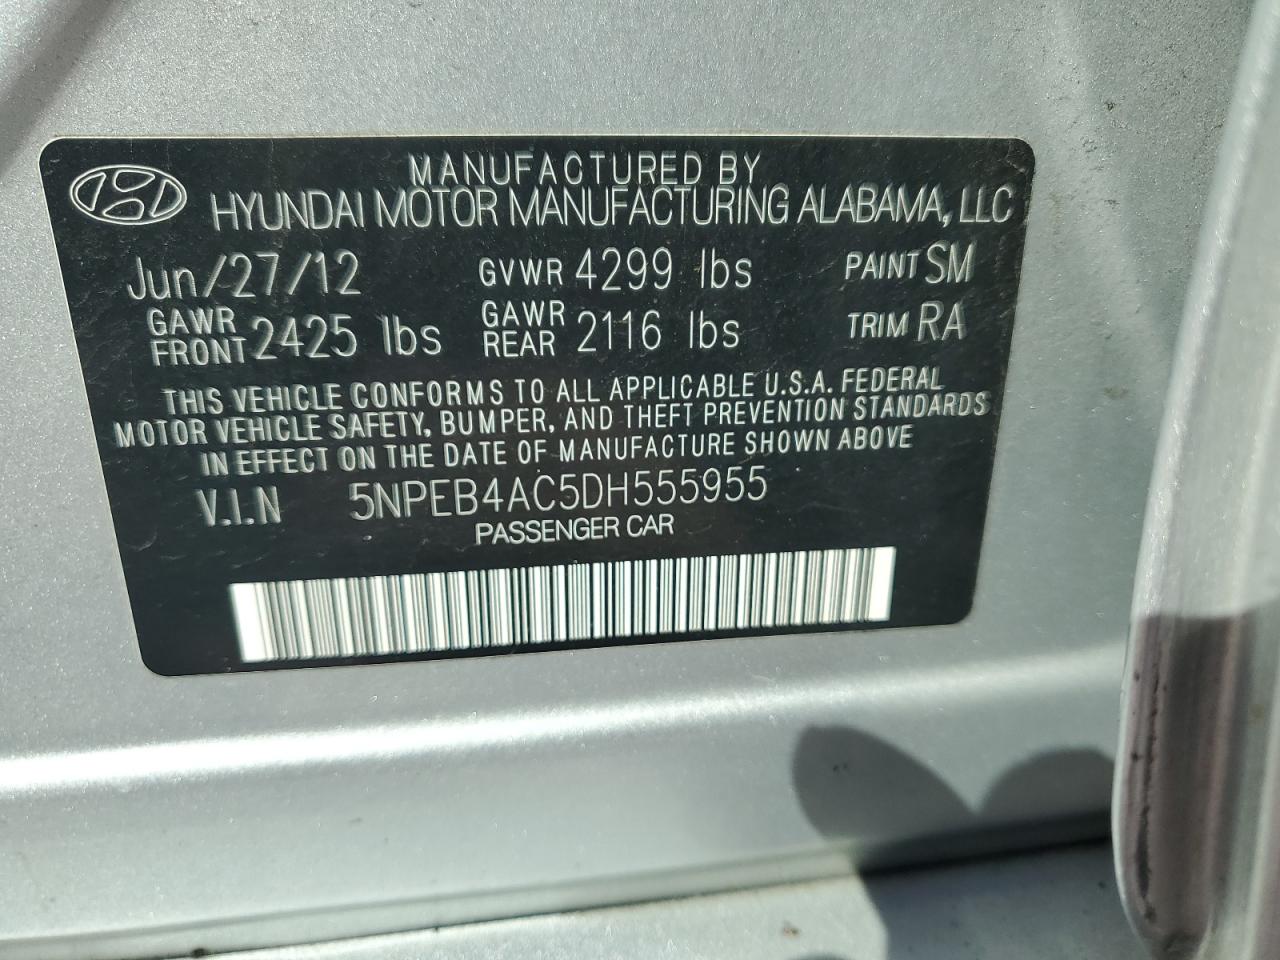 MANUFACTURED BY
HYUNDAI MOTOR MANUFACTURING ALABAMA, LLC
Jun/27/12 GVWR 4299 lbs PAINT SM
GAWR FRONT 2425 lbs GAWR REAR 2116 lbs TRIM RA
THIS VEHICLE CONFORMS TO ALL APPLICABLE U.S.A. FEDERAL
MOTOR VEHICLE SAFETY, BUMPER, AND THEFT PREVENTION STANDARDS
IN EFFECT ON THE DATE OF MANUFACTURE SHOWN ABOVE
V.I.N 5NPEB4AC5DH555955
PASSENGER CAR